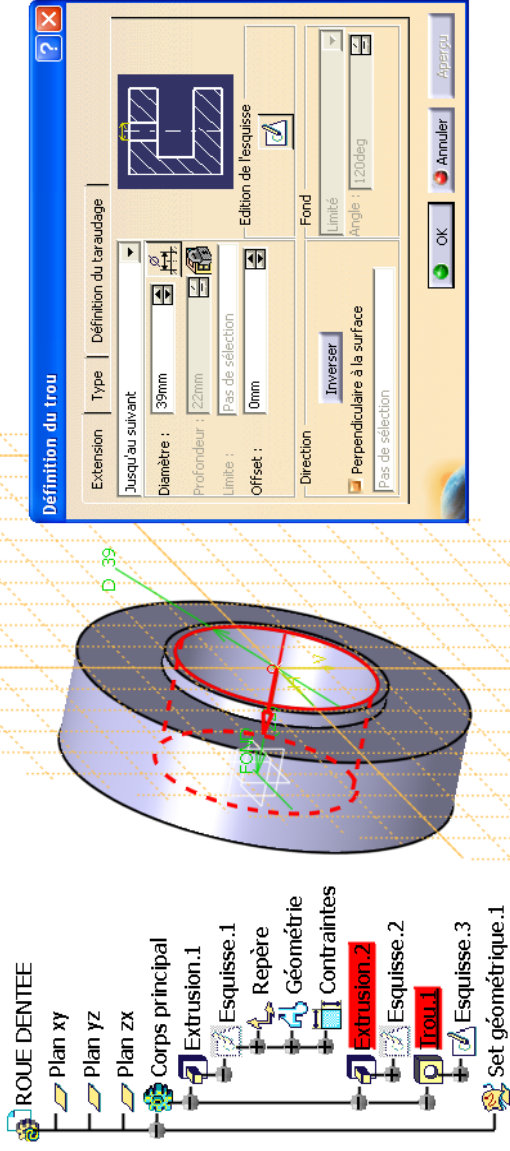 ROUE DENTEE
Plan xy
Plan yz
Plan zx
Corps principal
Extrusion.1
Esquisse.1
Repère
Géométrie
Contraintes
Extrusion.2
Esquisse.2
Trou.1
Esquisse.3
Set géométrique.1
D 39
Définition du trou
Extension
Type
Définition du taraudage
Jusqu'au suivant
Diamètre :
39mm
Profondeur :
22mm
Limite :
Pas de sélection
Offset :
0mm
Direction
Inverser
Perpendiculaire à la surface
Pas de sélection
Edition de l'esquisse
Fond
Limité
Angle :
120deg
OK
Annuler
Aperçu